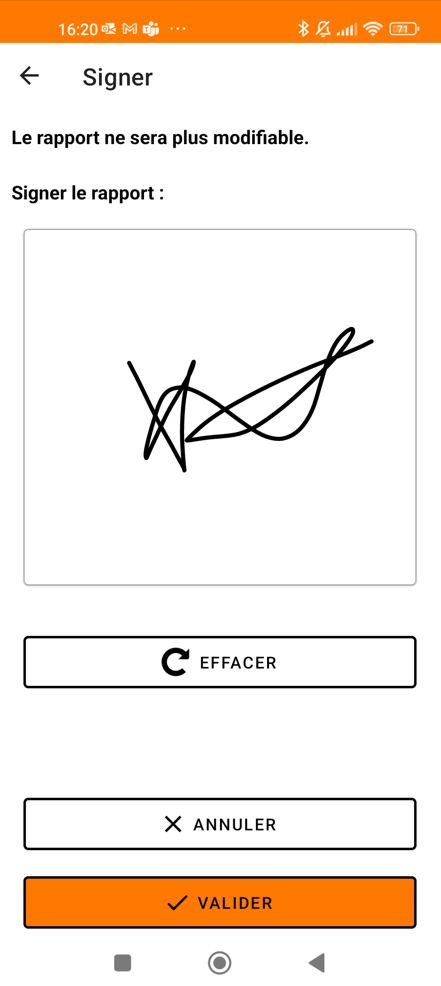 16:20 71
Signer
Le rapport ne sera plus modifiable.
Signer le rapport :
EFFACER
ANNULER
VALIDER